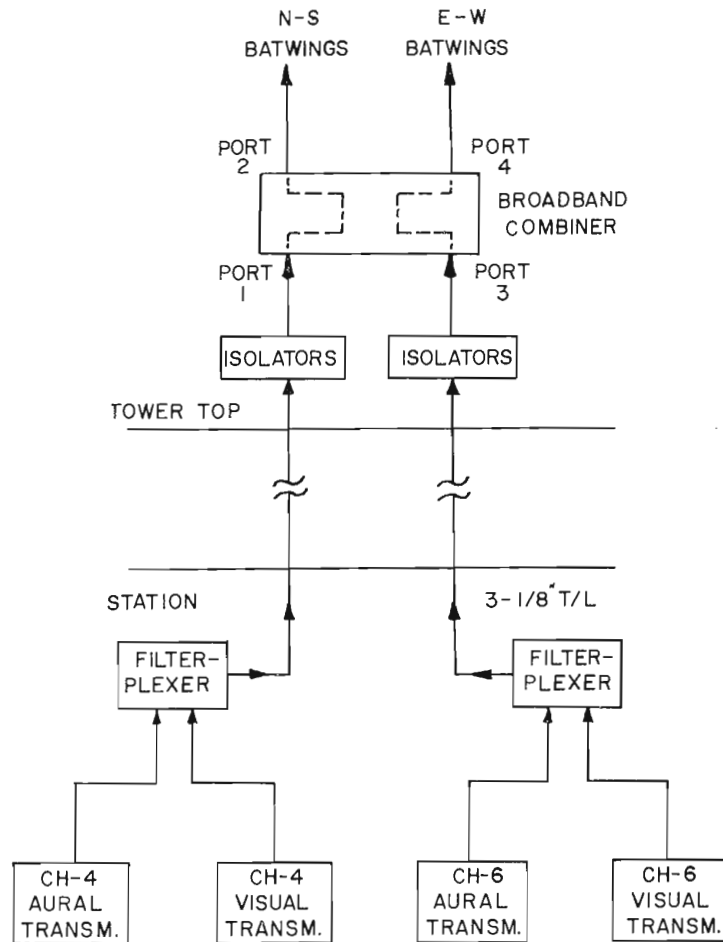 N-S
BATWINGS
E-W
BATWINGS
PORT
2
PORT
4
BROADBAND
COMBINER
PORT
1
PORT
3
ISOLATORS
ISOLATORS
TOWER TOP
STATION
3-1/8" T/L
FILTER-
PLEXER
FILTER-
PLEXER
CH-4
AURAL
TRANSM.
CH-4
VISUAL
TRANSM.
CH-6
AURAL
TRANSM.
CH-6
VISUAL
TRANSM.